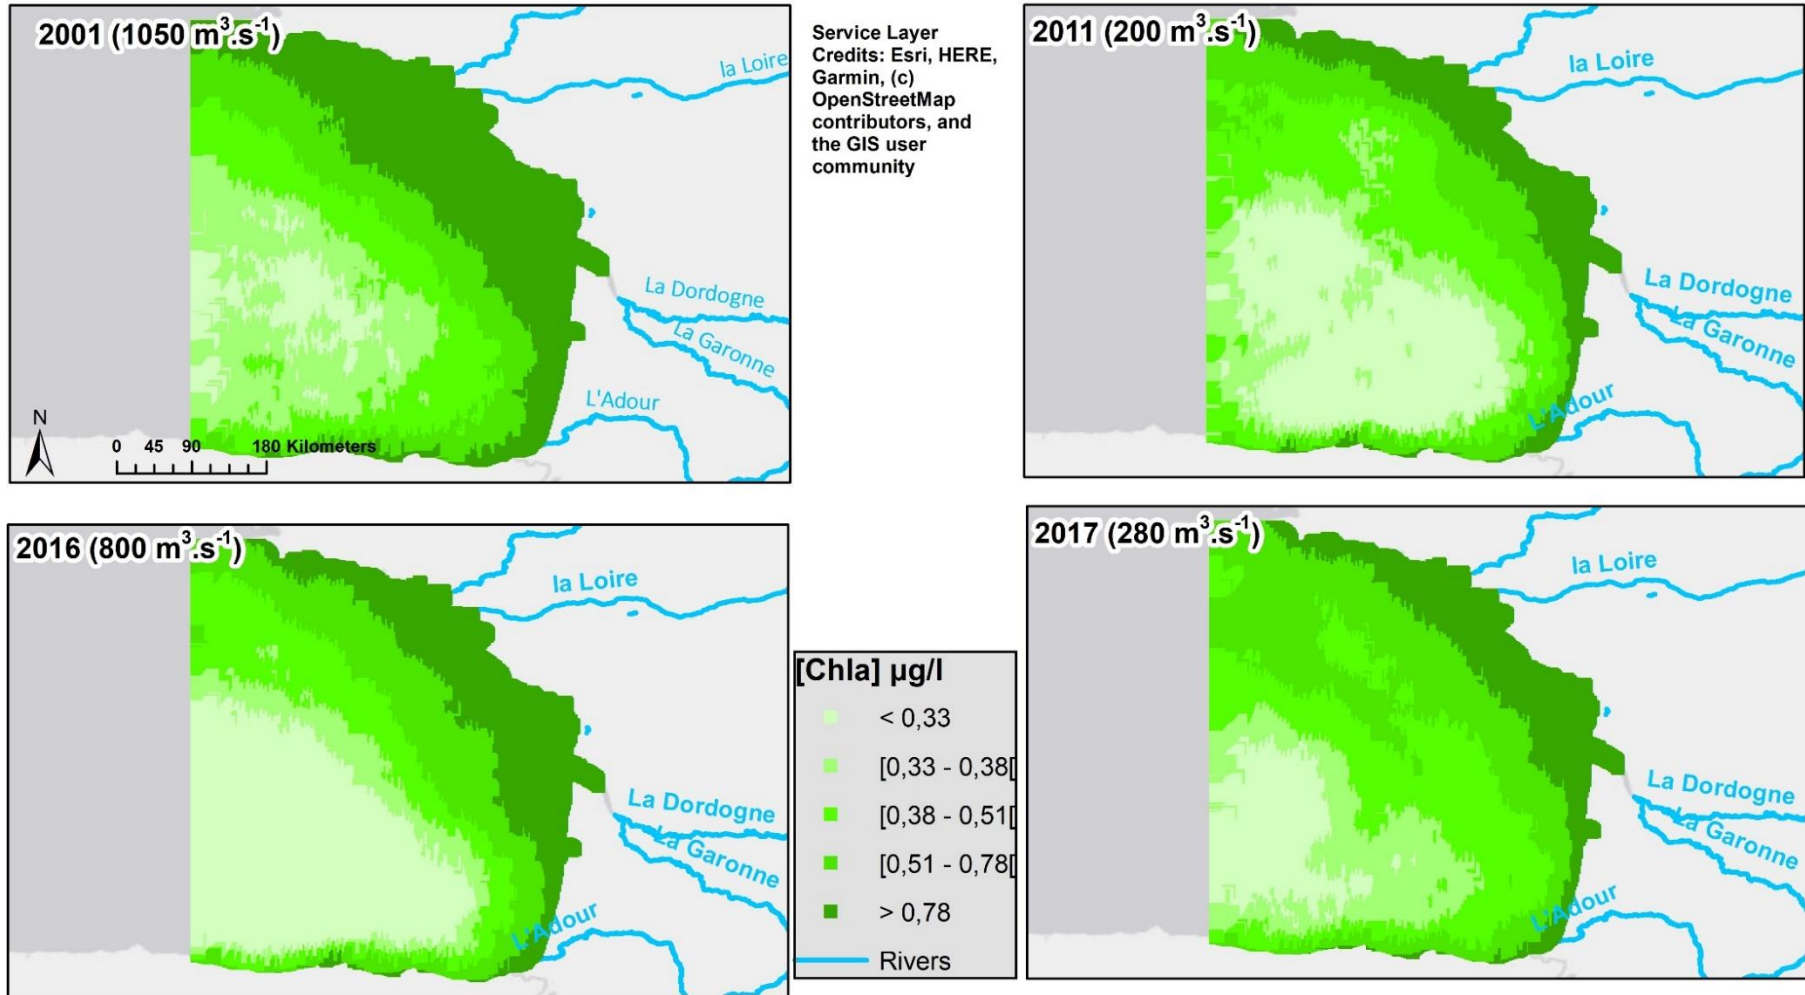 2001 (1050 m³.s⁻¹)
la Loire
La Dordogne
La Garonne
L'Adour
N
0 45 90 180 Kilometers
Service Layer
Credits: Esri, HERE,
Garmin, (c)
OpenStreetMap
contributors, and
the GIS user
community
2011 (200 m³.s⁻¹)
la Loire
La Dordogne
La Garonne
L'Adour
2016 (800 m³.s⁻¹)
la Loire
La Dordogne
La Garonne
L'Adour
[Chla] µg/l
< 0,33
[0,33 - 0,38[
[0,38 - 0,51[
[0,51 - 0,78[
> 0,78
Rivers
2017 (280 m³.s⁻¹)
la Loire
La Dordogne
La Garonne
L'Adour